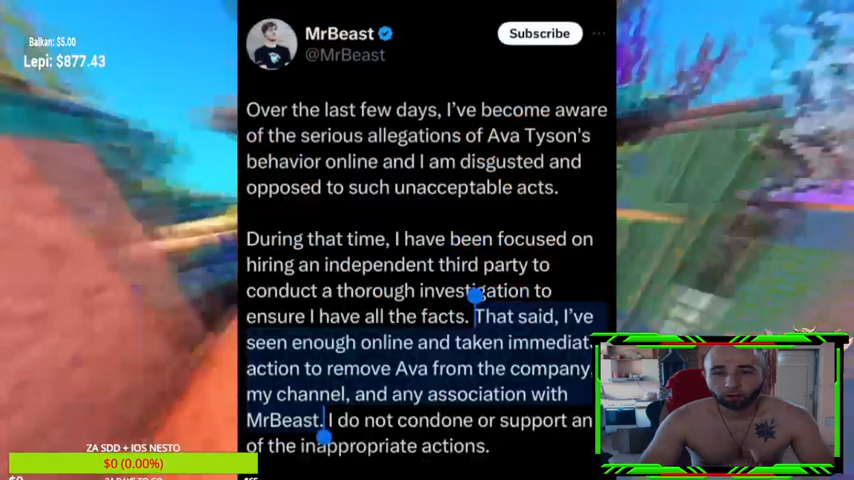 Balkan: $5.00
Lepi: $877.43
MrBeast
Subscribe
@MrBeast
Over the last few days, I've become aware
of the serious allegations of Ava Tyson's
behavior online and I am disgusted and
opposed to such unacceptable acts.
During that time, I have been focused on
hiring an independent third party to
conduct a thorough investigation to
ensure I have all the facts. That said, I've
seen enough online and taken immediat
action to remove Ava from the company,
my channel, and any association with
MrBeast. I do not condone or support an
of the inappropriate actions.
ZA SDD + IOS NESTO
$0 (0.00%)